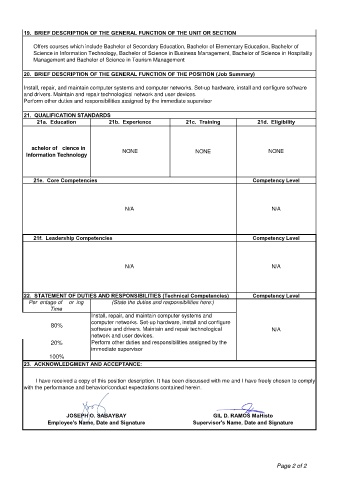 19. BRIEF DESCRIPTION OF THE GENERAL FUNCTION OF THE UNIT OR SECTION
Offers courses which include Bachelor of Secondary Education, Bachelor of Elementary Education, Bachelor of
Science in Information Technology, Bachelor of Science in Business Management, Bachelor of Science in Hospitality
Management and Bachelor of Science in Tourism Management
20. BRIEF DESCRIPTION OF THE GENERAL FUNCTION OF THE POSITION (Job Summary)
Install, repair, and maintain computer systems and computer networks. Set-up hardware, install and configure software
and drivers. Maintain and repair technological network and user devices.
Perform other duties and responsibilities assigned by the immediate supervisor
21. QUALIFICATION STANDARDS
21a. Education 21b. Experience 21c. Training 21d. Eligibility
achelor of cience in
Information Technology NONE NONE NONE
21e. Core Competencies Competency Level
N/A N/A
21f. Leadership Competencies Competency Level
N/A N/A
22. STATEMENT OF DUTIES AND RESPONSIBILITIES (Technical Competencies) Competency Level
Per entage of or ing
Time (State the duties and responsibilities here:)
80% Install, repair, and maintain computer systems and
computer networks. Set-up hardware, install and configure
software and drivers. Maintain and repair technological
network and user devices. N/A
20% Perform other duties and responsibilities assigned by the
immediate supervisor
100%
23. ACKNOWLEDGMENT AND ACCEPTANCE:
I have received a copy of this position description. It has been discussed with me and I have freely chosen to comply
with the performance and behavior/conduct expectations contained herein.
JOSEPH O. SABAYBAY GIL D. RAMOS MaHisto
Employee's Name, Date and Signature Supervisor's Name, Date and Signature
Page 2 of 2